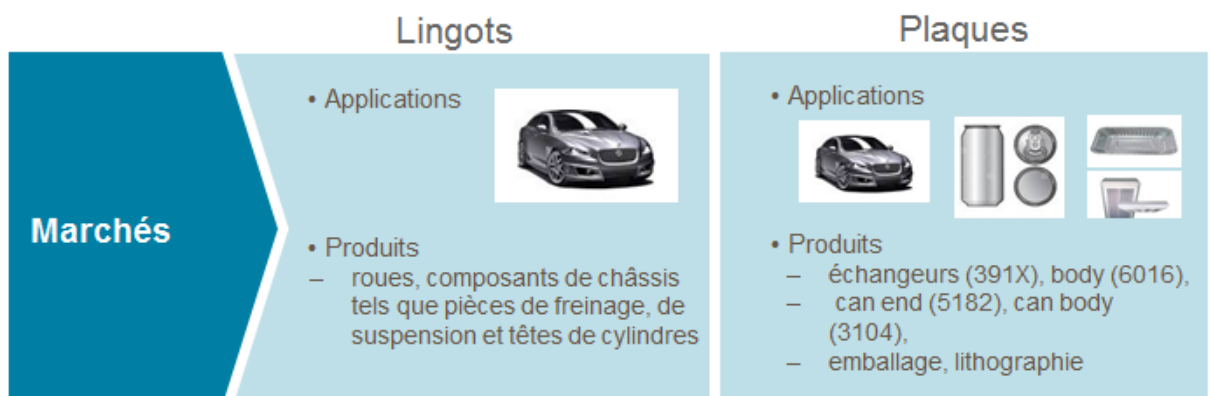 Lingots
Plaques
Marchés
• Applications
• Produits
– roues, composants de châssis
tels que pièces de freinage, de
suspension et têtes de cylindres
• Applications
• Produits
– échangeurs (391X), body (6016),
– can end (5182), can body
(3104),
– emballage, lithographie